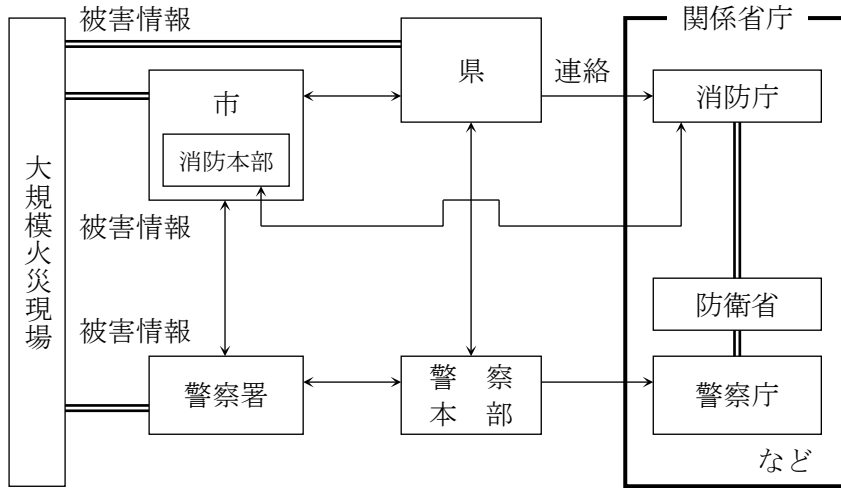 被害情報
関係省庁
県
連絡
消防庁
市
消防本部
大規模火災現場
被害情報
防衛省
被害情報
警察署
警察
本部
警察庁
など